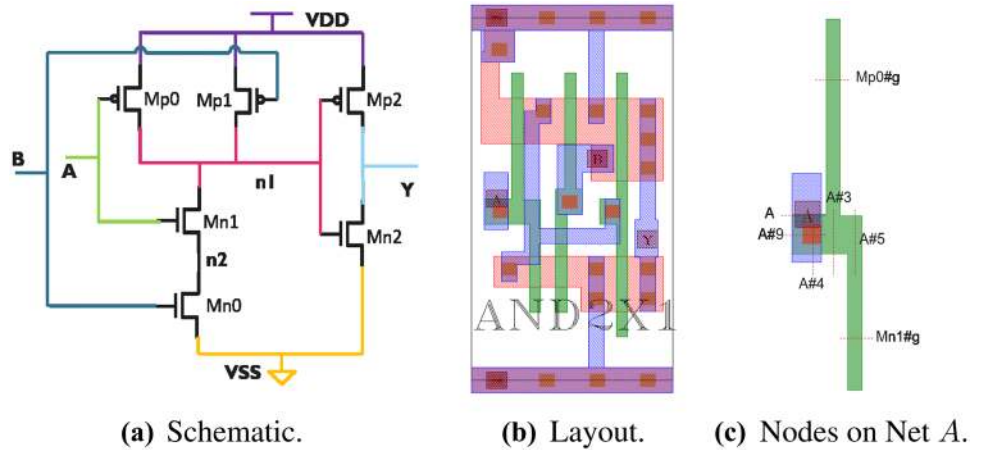 VDD
Mp0
Mp1
Mp2
B
A
n1
Y
Mn1
Mn2
n2
Mn0
VSS
B
A
Y
AND2X1
Mp0#g
A
A
A#3
A#9
A#5
A#4
Mn1#g
(a) Schematic.
(b) Layout.
(c) Nodes on Net A.